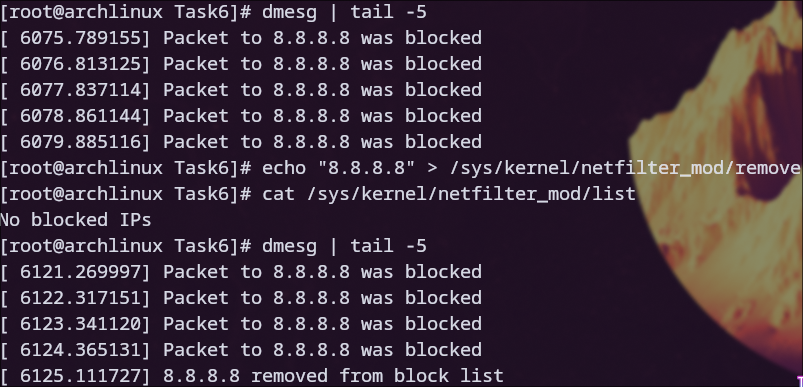 [root@archlinux Task6]# dmesg | tail -5
[ 6075.789155] Packet to 8.8.8.8 was blocked
[ 6076.813125] Packet to 8.8.8.8 was blocked
[ 6077.837114] Packet to 8.8.8.8 was blocked
[ 6078.861144] Packet to 8.8.8.8 was blocked
[ 6079.885116] Packet to 8.8.8.8 was blocked
[root@archlinux Task6]# echo "8.8.8.8" > /sys/kernel/netfilter_mod/remove
[root@archlinux Task6]# cat /sys/kernel/netfilter_mod/list
No blocked IPs
[root@archlinux Task6]# dmesg | tail -5
[ 6121.269997] Packet to 8.8.8.8 was blocked
[ 6122.317151] Packet to 8.8.8.8 was blocked
[ 6123.341120] Packet to 8.8.8.8 was blocked
[ 6124.365131] Packet to 8.8.8.8 was blocked
[ 6125.111727] 8.8.8.8 removed from block list